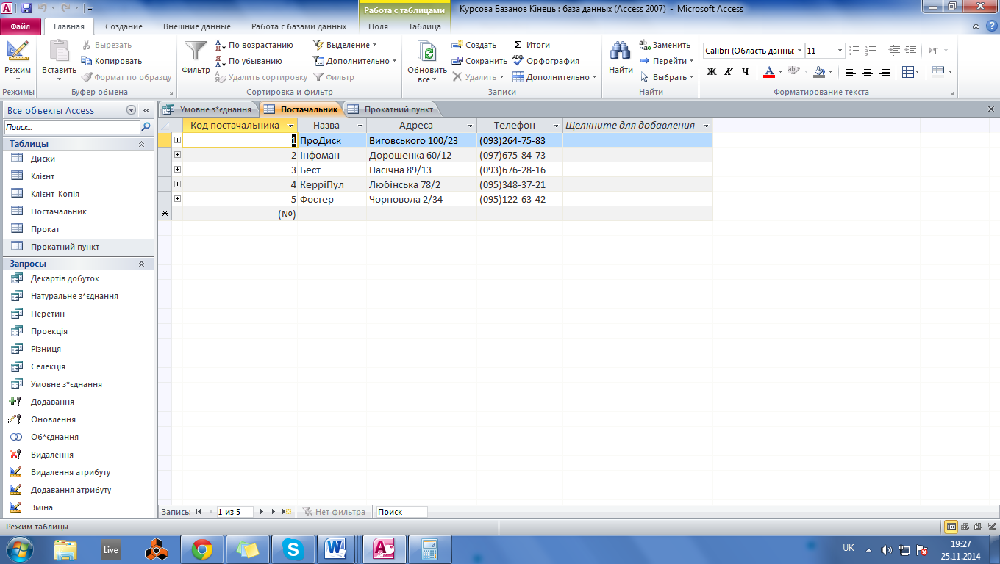 Работа с таблицами
Курсова Базанов Кінець : база данных (Access 2007) - Microsoft Access
Файл Главная Создание Внешние данные Работа с базами данных Поля Таблица
Режим
Режимы
Вставить
Вырезать
Копировать
Формат по образцу
Буфер обмена
Фильтр
По возрастанию
По убыванию
Удалить сортировку
Выделение
Дополнительно
Фильтр
Сортировка и фильтр
Обновить
все
Создать
Сохранить
Удалить
Итоги
Орфография
Дополнительно
Записи
Найти
Заменить
Перейти
Выбрать
Найти
Calibri (Область данны 11
Ж К Ч
Форматирование текста
Все объекты Access
Поиск...
Таблицы
Диски
Клієнт
Клієнт_Копія
Постачальник
Прокат
Прокатний пункт
Запросы
Декартів добуток
Натуральне з*єднання
Перетин
Проекція
Різниця
Селекція
Умовне з*єднання
Додавання
Оновлення
Об*єднання
Видалення
Видалення атрибуту
Додавання атрибуту
Зміна
Умовне з*єднання Постачальник Прокатний пункт
Код постачальника Назва Адреса Телефон Щелкните для добавления
1 ПроДиск Виговського 100/23 (093)264-75-83
2 Інфоман Дорошенка 60/12 (097)675-84-73
3 Бест Пасічна 89/13 (093)676-28-16
4 КерріПул Любінська 78/2 (095)348-37-21
5 Фостер Чорновола 2/34 (095)122-63-42
(№)
Запись: 1 из 5 Нет фильтра Поиск
Режим таблицы
Live
UK
19:27
25.11.2014